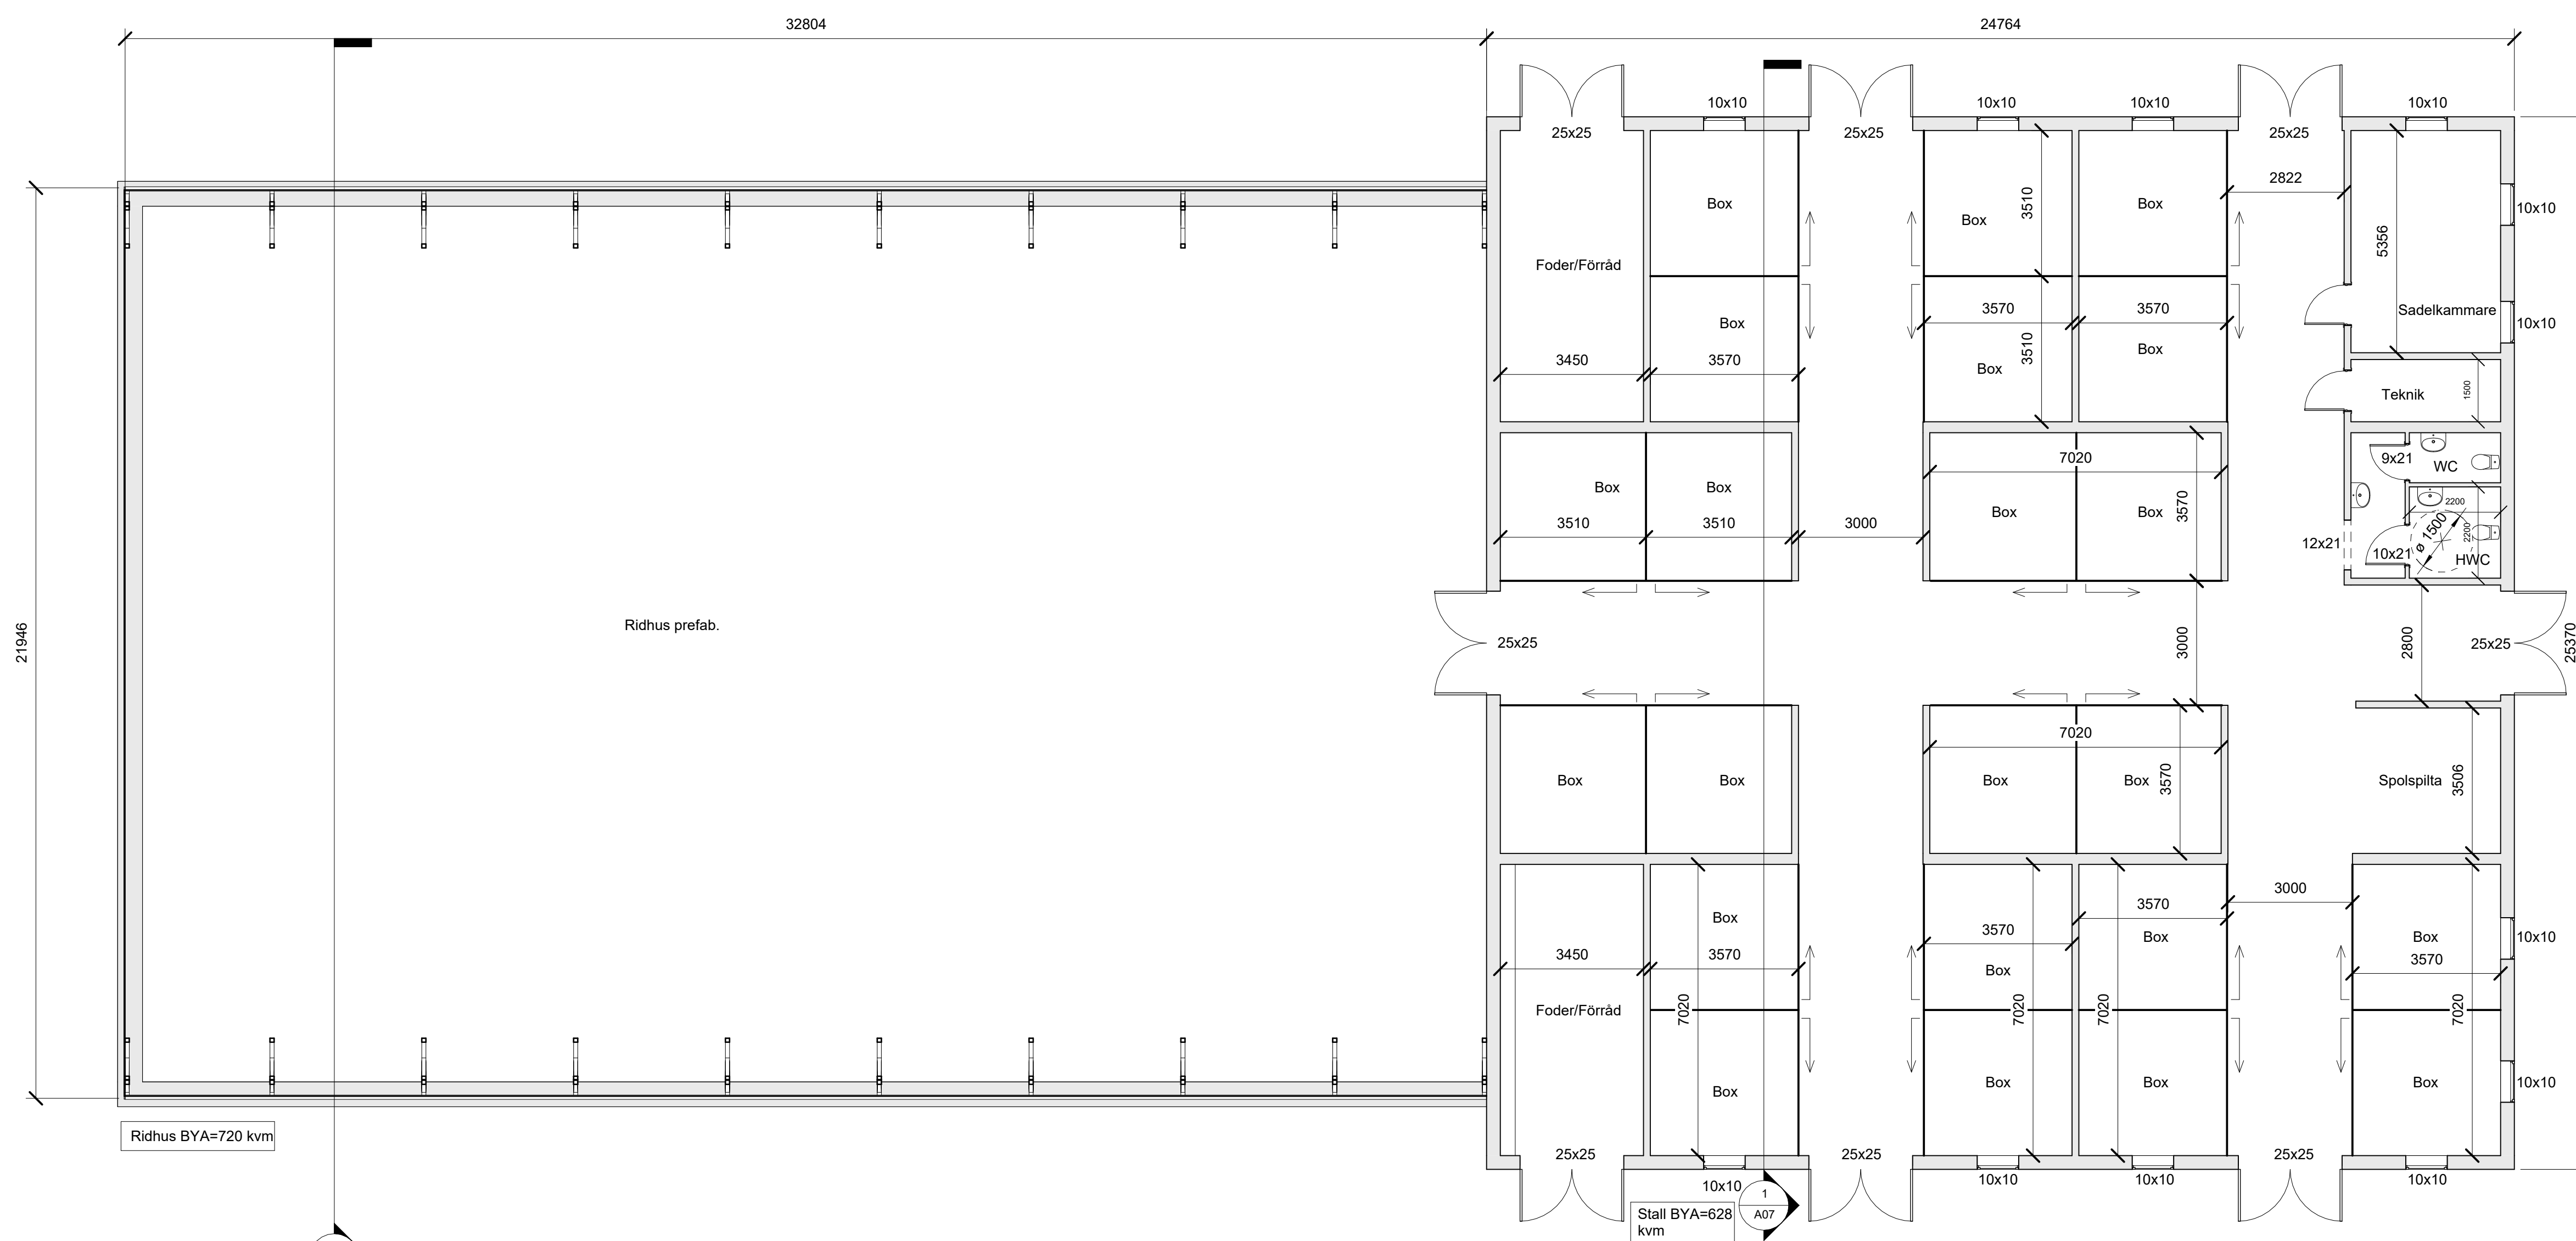 32804
24764
10x10
10x10
10x10
10x10
25x25
25x25
25x25
2822
Box
Box
3510
Box
10x10
5356
Foder/Förråd
Box
3570
3570
Sadelkammare
10x10
3510
Box
Box
3450
3570
Teknik
1500
7020
9x21
WC
Box
Box
2200
3570
Box
Box
3510
3510
3000
ø 1500
2200
12x21
10x21
HWC
21946
Ridhus prefab.
25x25
3000
2800
25x25
25370
7020
Box
Box
Box
Box
3570
Spolspilta
3506
3000
3570
Box
3570
Box
Box
10x10
3450
3570
Box
3570
Foder/Förråd
7020
7020
7020
7020
Box
Box
Box
Box
10x10
Ridhus BYA=720 kvm
25x25
25x25
25x25
10x10
10x10
10x10
10x10
1
A07
Stall BYA=628
kvm